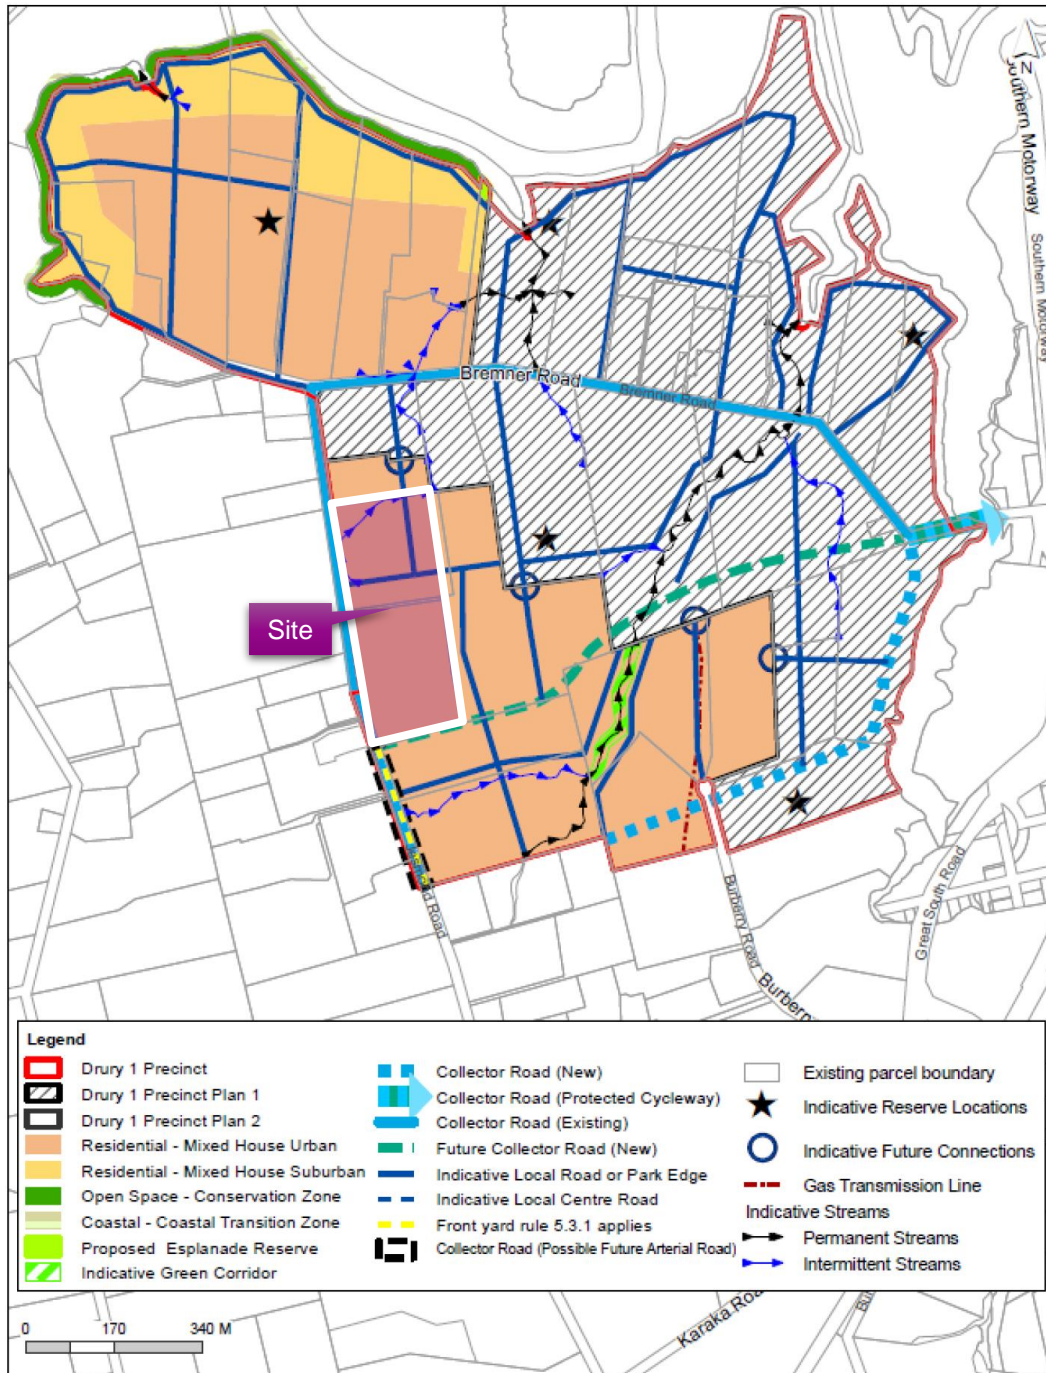 N
Southern Motorway
Southern Motorway
Bremner Road
Bremner Road
Site
Road
Burberry Road
Great South Road
Legend
Drury 1 Precinct
Drury 1 Precinct Plan 1
Drury 1 Precinct Plan 2
Residential - Mixed House Urban
Residential - Mixed House Suburban
Open Space - Conservation Zone
Coastal - Coastal Transition Zone
Proposed Esplanade Reserve
Indicative Green Corridor
Collector Road (New)
Collector Road (Protected Cycleway)
Collector Road (Existing)
Future Collector Road (New)
Indicative Local Road or Park Edge
Indicative Local Centre Road
Front yard rule 5.3.1 applies
Collector Road (Possible Future Arterial Road)
Existing parcel boundary
Indicative Reserve Locations
Indicative Future Connections
Gas Transmission Line
Indicative Streams
Permanent Streams
Intermittent Streams
Karaka Roa
0 170 340 M